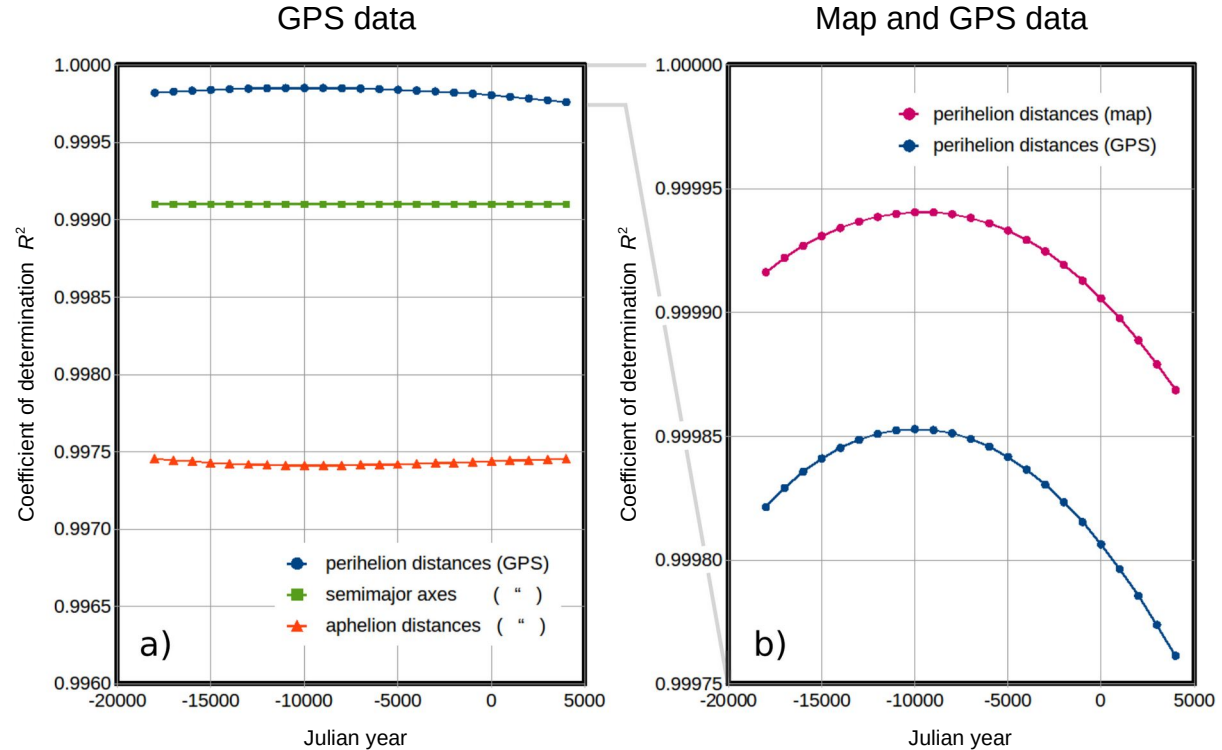 GPS data
Map and GPS data
Coefficient of determination R²
1.0000
0.9995
0.9990
0.9985
0.9980
0.9975
0.9970
0.9965
0.9960
perihelion distances (GPS)
semimajor axes ( “ )
aphelion distances ( “ )
a)
-20000 -15000 -10000 -5000 0 5000
Julian year
Coefficient of determination R²
1.00000
0.99995
0.99990
0.99985
0.99980
0.99975
perihelion distances (map)
perihelion distances (GPS)
b)
-20000 -15000 -10000 -5000 0 5000
Julian year